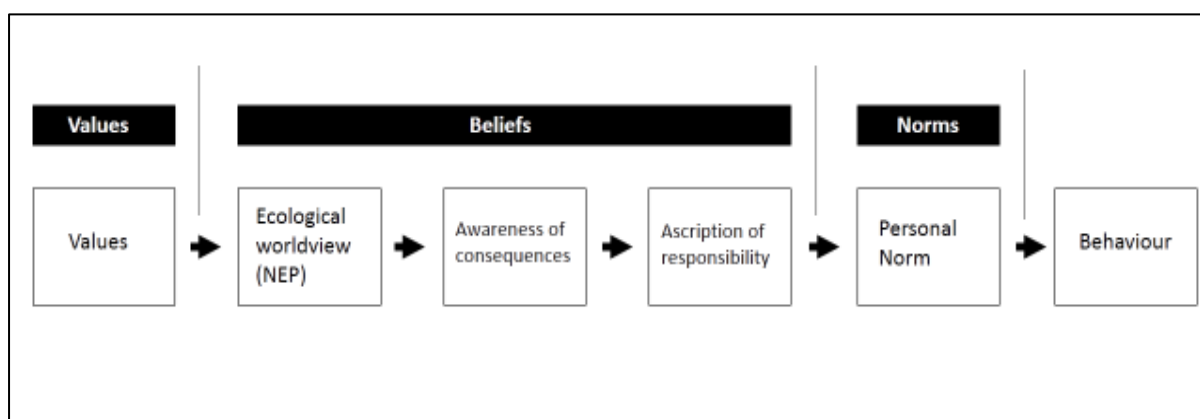 Values
Beliefs
Norms
Values
Ecological
worldview
(NEP)
Awareness of
consequences
Ascription of
responsibility
Personal
Norm
Behaviour